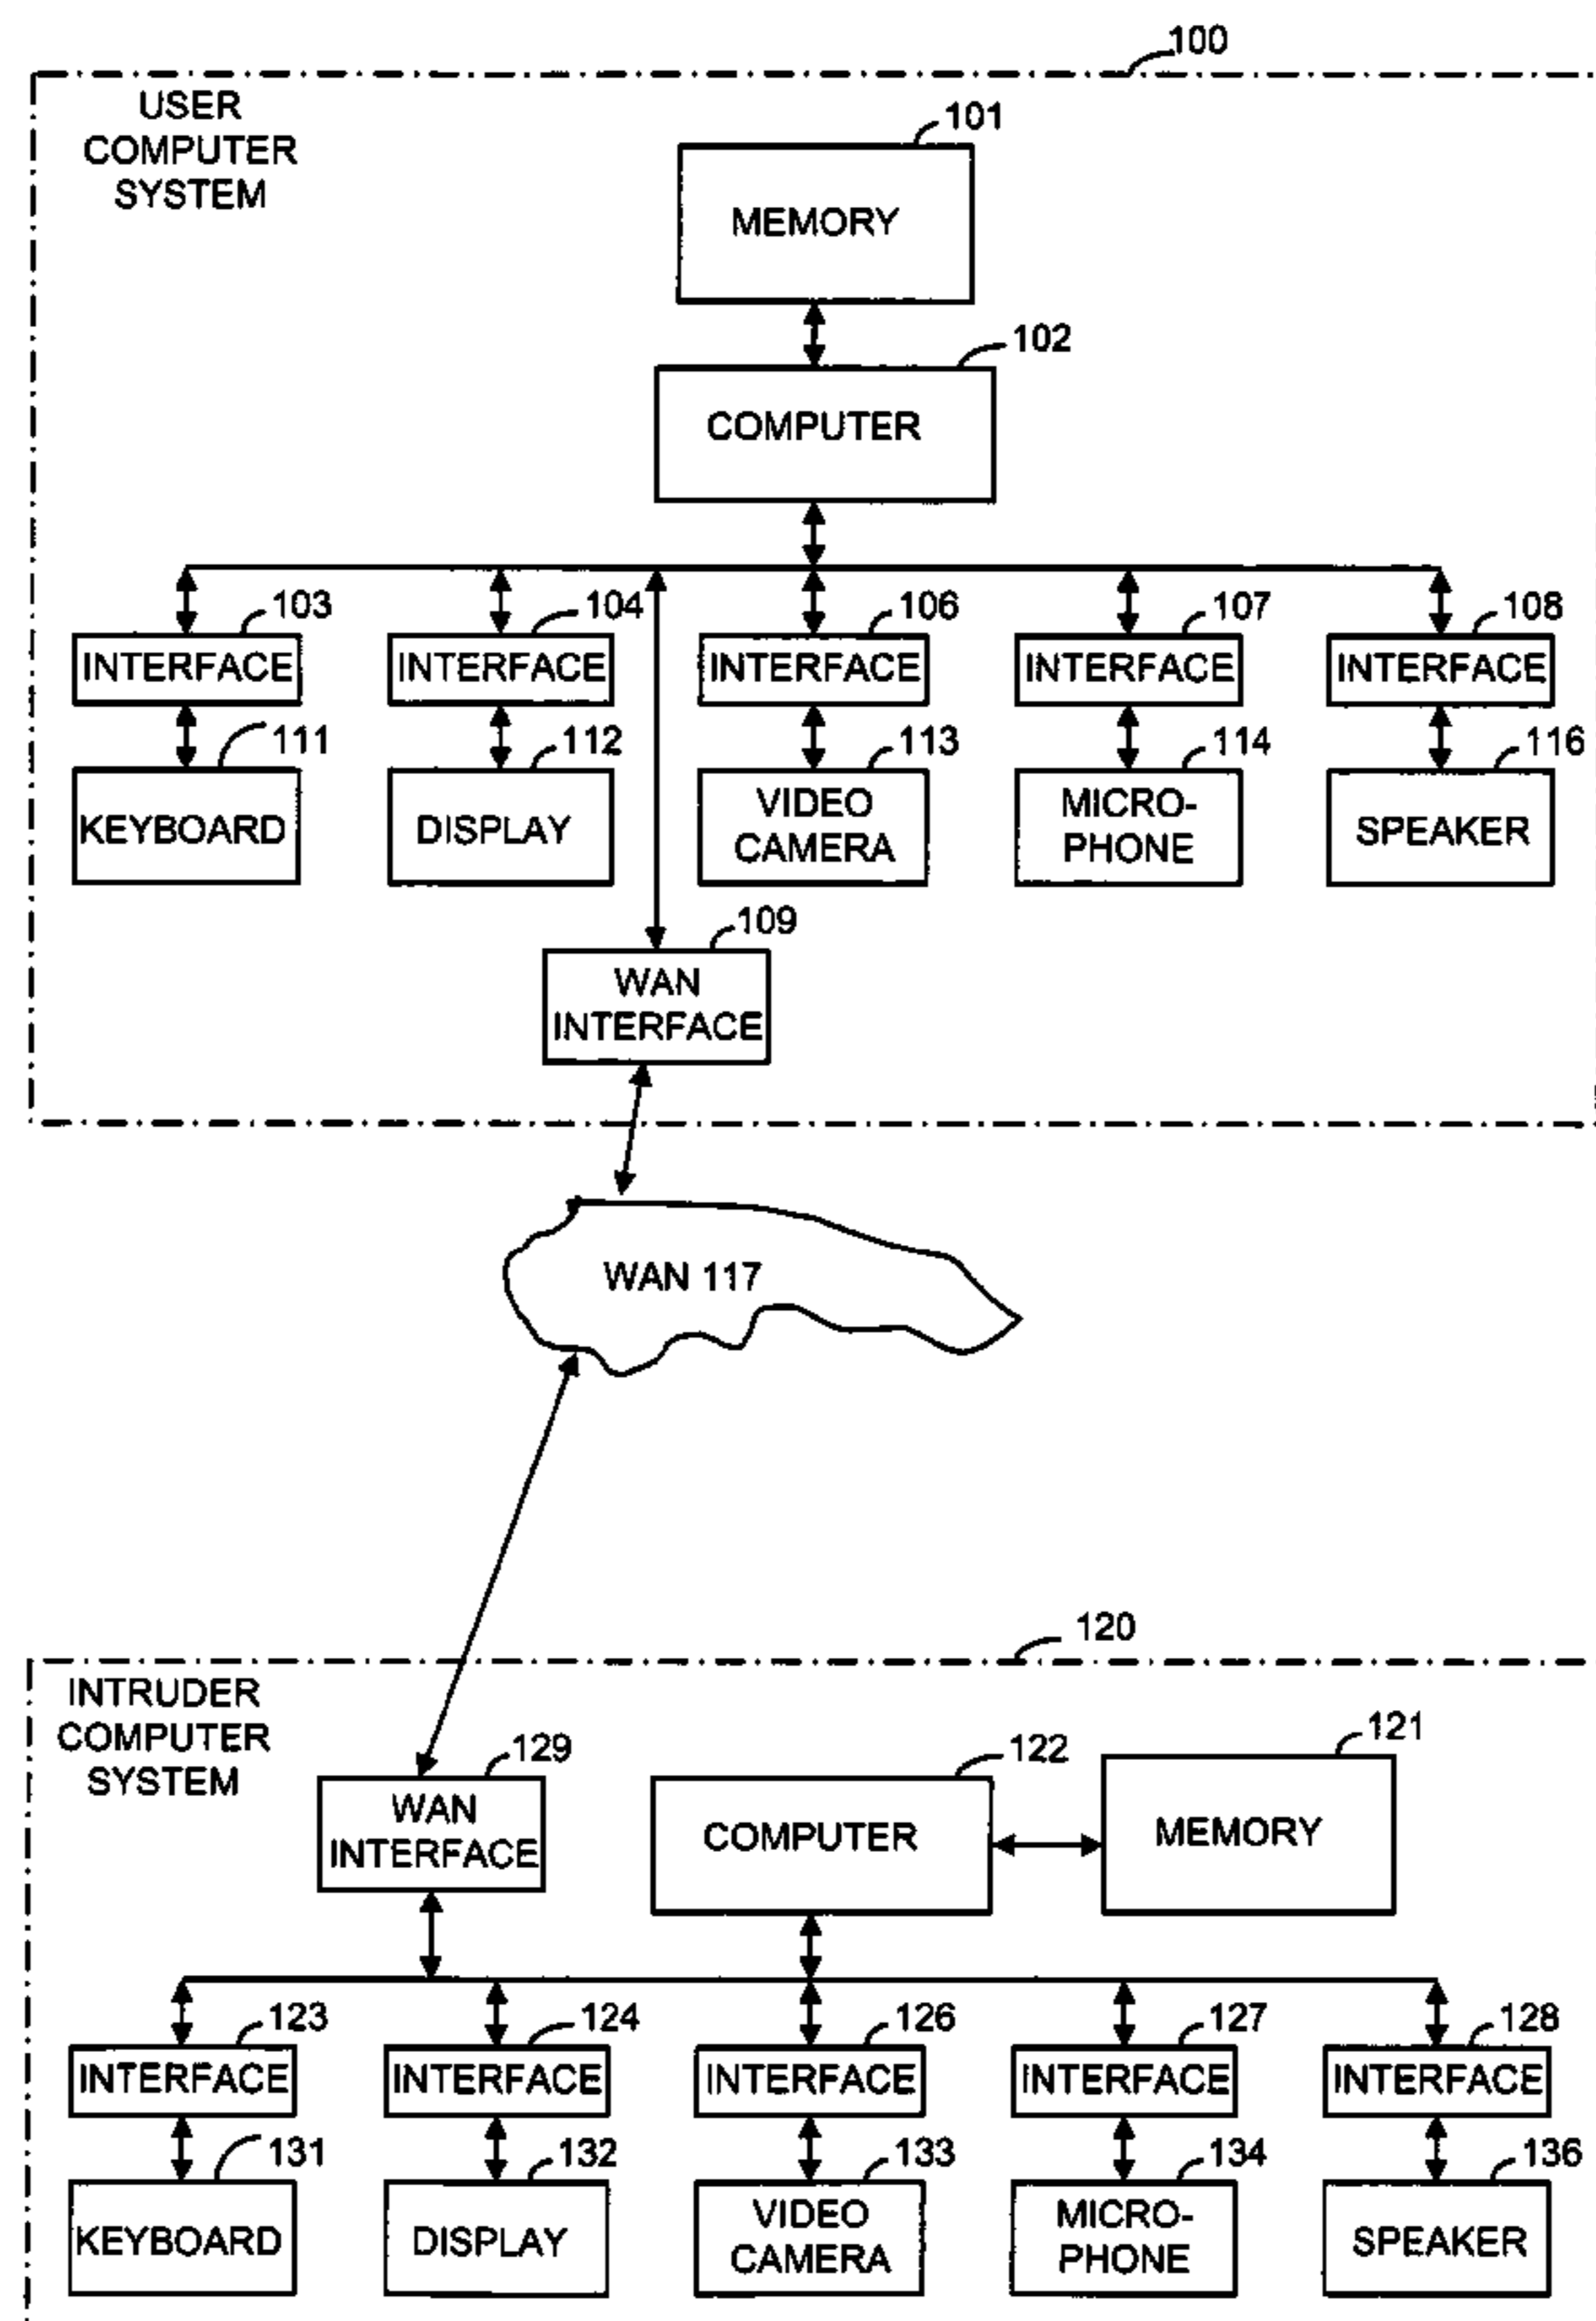 100
USER
COMPUTER
SYSTEM
101
MEMORY
102
COMPUTER
103
104
106
107
108
INTERFACE
INTERFACE
INTERFACE
INTERFACE
INTERFACE
111
112
113
114
116
KEYBOARD
DISPLAY
VIDEO
CAMERA
MICRO-
PHONE
SPEAKER
109
WAN
INTERFACE
WAN 117
120
INTRUDER
COMPUTER
SYSTEM
129
WAN
INTERFACE
122
COMPUTER
121
MEMORY
123
124
126
127
128
INTERFACE
INTERFACE
INTERFACE
INTERFACE
INTERFACE
131
132
133
134
136
KEYBOARD
DISPLAY
VIDEO
CAMERA
MICRO-
PHONE
SPEAKER